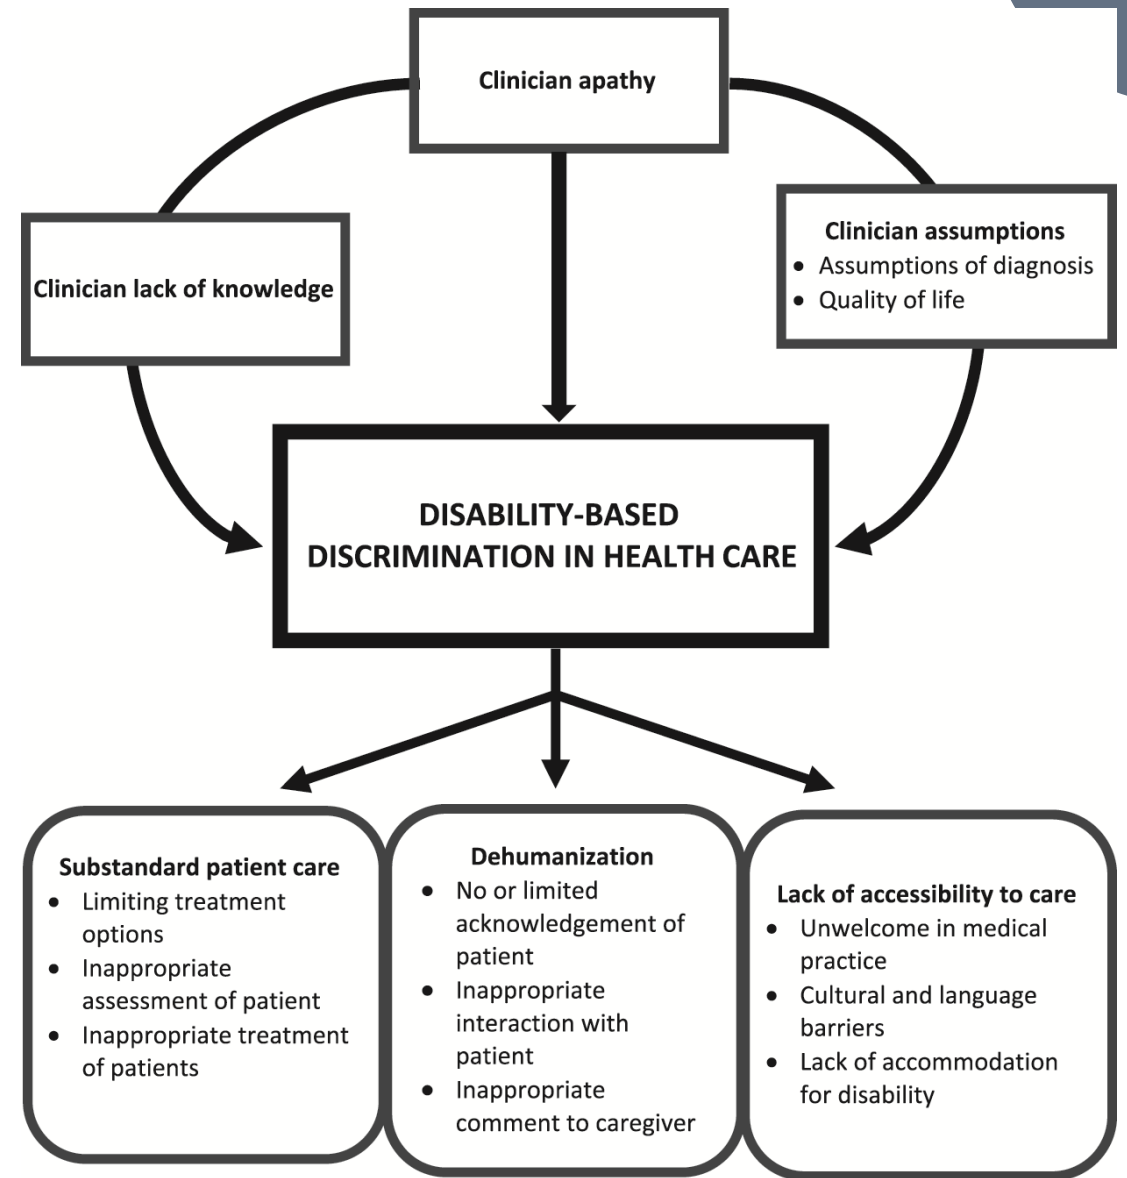 Clinician apathy
Clinician lack of knowledge
Clinician assumptions
• Assumptions of diagnosis
• Quality of life
DISABILITY-BASED
DISCRIMINATION IN HEALTH CARE
Substandard patient care
• Limiting treatment
options
• Inappropriate
assessment of patient
• Inappropriate treatment
of patients
Dehumanization
• No or limited
acknowledgement of
patient
• Inappropriate
interaction with
patient
• Inappropriate
comment to caregiver
Lack of accessibility to care
• Unwelcome in medical
practice
• Cultural and language
barriers
• Lack of accommodation
for disability